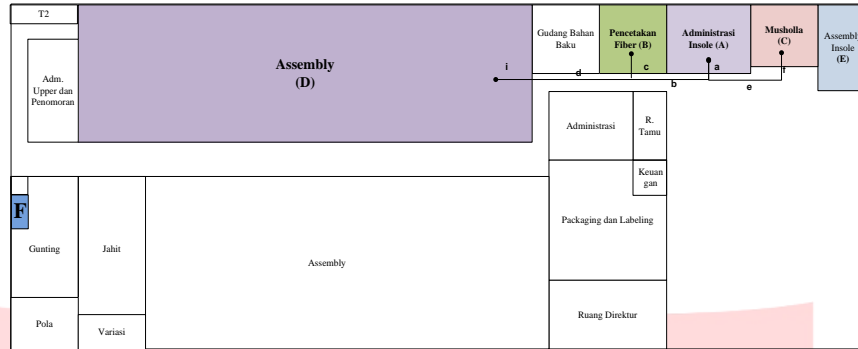 T2
Adm.
Upper dan
Penomoran
Assembly
(D)
Gudang Bahan
Baku
Pencetakan
Fiber (B)
Administrasi
Insole (A)
Musholla
(C)
Assembly
Insole
(E)
i
d
c
a
b
e
f
Administrasi
R.
Tamu
Keuan
gan
Packaging dan Labeling
Ruang Direktur
F
Gunting
Jahit
Assembly
Pola
Variasi